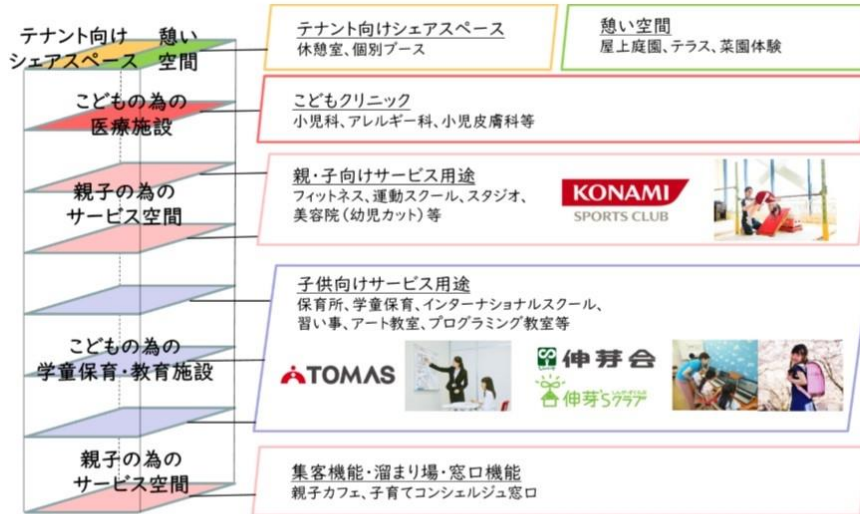 テナント向け
シェアスペース
憩い
空間
テナント向けシェアスペース
休憩室、個別ブース
憩い空間
屋上庭園、テラス、菜園体験
こどもの為の
医療施設
こどもクリニック
小児科、アレルギー科、小児皮膚科等
親子の為の
サービス空間
親・子向けサービス用途
フィットネス、運動スクール、スタジオ、
美容院(幼児カット)等
KONAMI
SPORTS CLUB
こどもの為の
学童保育・教育施設
子供向けサービス用途
保育所、学童保育、インターナショナルスクール、
習い事、アート教室、プログラミング教室等
TOMAS
伸芽会
伸芽'Sクラブ
親子の為の
サービス空間
集客機能・溜まり場・窓口機能
親子カフェ、子育てコンシェルジュ窓口